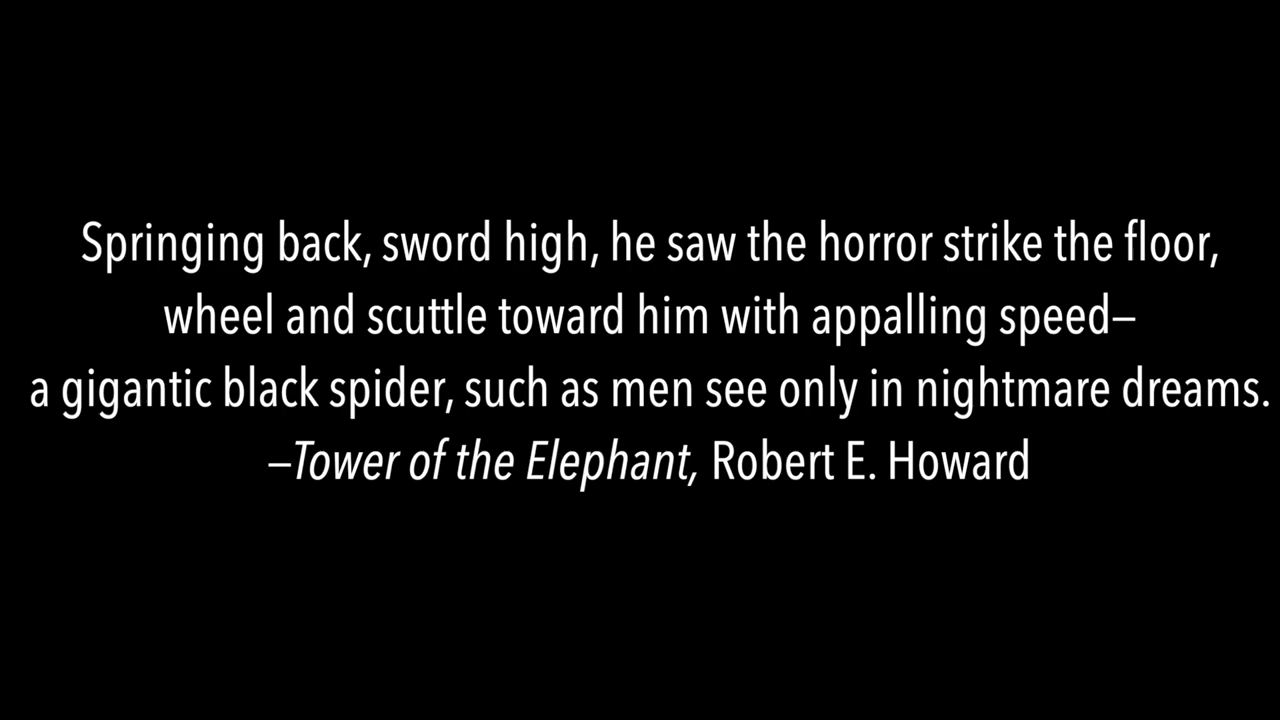 Springing back, sword high, he saw the horror strike the floor,
wheel and scuttle toward him with appalling speed—
a gigantic black spider, such as men see only in nightmare dreams.
—Tower of the Elephant, Robert E. Howard